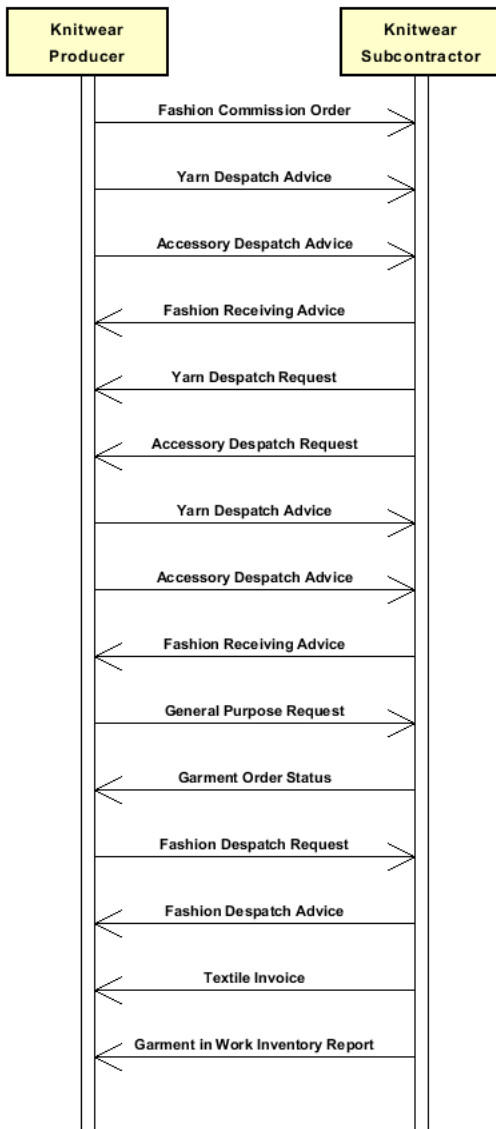 Knitwear
Producer
Knitwear
Subcontractor
Fashion Commission Order
Yarn Despatch Advice
Accessory Despatch Advice
Fashion Receiving Advice
Yarn Despatch Request
Accessory Despatch Request
Yarn Despatch Advice
Accessory Despatch Advice
Fashion Receiving Advice
General Purpose Request
Garment Order Status
Fashion Despatch Request
Fashion Despatch Advice
Textile Invoice
Garment in Work Inventory Report